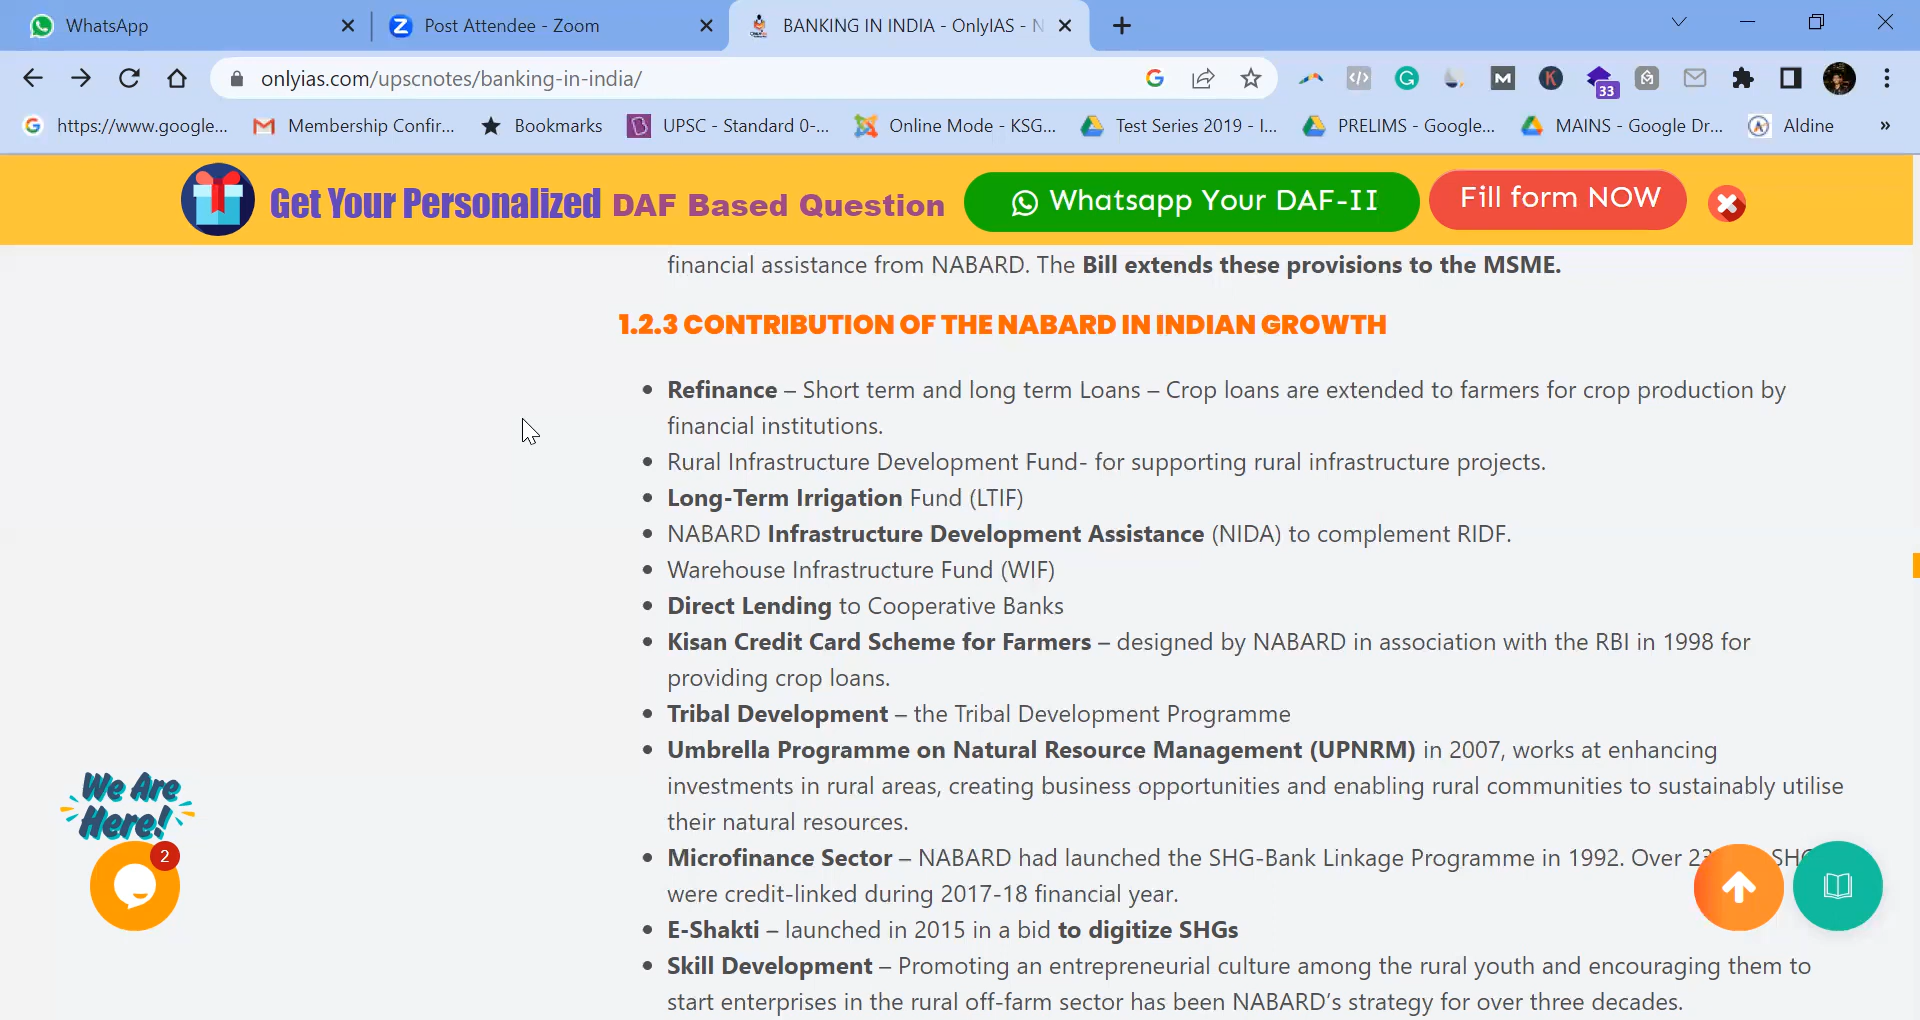 WhatsApp
Post Attendee - Zoom
BANKING IN INDIA - OnlyIAS - N
onlyias.com/upscnotes/banking-in-india/
33
https://www.google...
Membership Confir...
Bookmarks
UPSC - Standard 0-...
Online Mode - KSG...
Test Series 2019 - I...
PRELIMS - Google...
MAINS - Google Dr...
Aldine
»
Get Your Personalized DAF Based Question
Whatsapp Your DAF-II
Fill form NOW
financial assistance from NABARD. The Bill extends these provisions to the MSME.
1.2.3 CONTRIBUTION OF THE NABARD IN INDIAN GROWTH
Refinance – Short term and long term Loans – Crop loans are extended to farmers for crop production by
financial institutions.
Rural Infrastructure Development Fund- for supporting rural infrastructure projects.
Long-Term Irrigation Fund (LTIF)
NABARD Infrastructure Development Assistance (NIDA) to complement RIDF.
Warehouse Infrastructure Fund (WIF)
Direct Lending to Cooperative Banks
Kisan Credit Card Scheme for Farmers – designed by NABARD in association with the RBI in 1998 for
providing crop loans.
Tribal Development – the Tribal Development Programme
Umbrella Programme on Natural Resource Management (UPNRM) in 2007, works at enhancing
investments in rural areas, creating business opportunities and enabling rural communities to sustainably utilise
their natural resources.
Microfinance Sector – NABARD had launched the SHG-Bank Linkage Programme in 1992. Over
were credit-linked during 2017-18 financial year.
E-Shakti – launched in 2015 in a bid to digitize SHGs
Skill Development – Promoting an entrepreneurial culture among the rural youth and encouraging them to
start enterprises in the rural off-farm sector has been NABARD's strategy for over three decades.
We Are
Here!
2